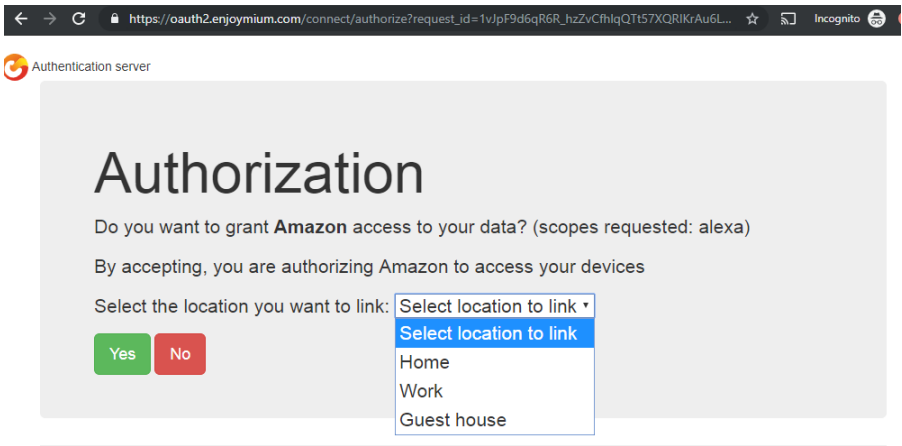 https://oauth2.enjoymium.com/connect/authorize?request_id=1vJpF9d6qR6R_hzZvCfhIqQTt57XQRIKrAu6L...
Incognito
Authentication server
Authorization
Do you want to grant Amazon access to your data? (scopes requested: alexa)
By accepting, you are authorizing Amazon to access your devices
Select the location you want to link: Select location to link
Select location to link
Home
Work
Guest house
Yes No